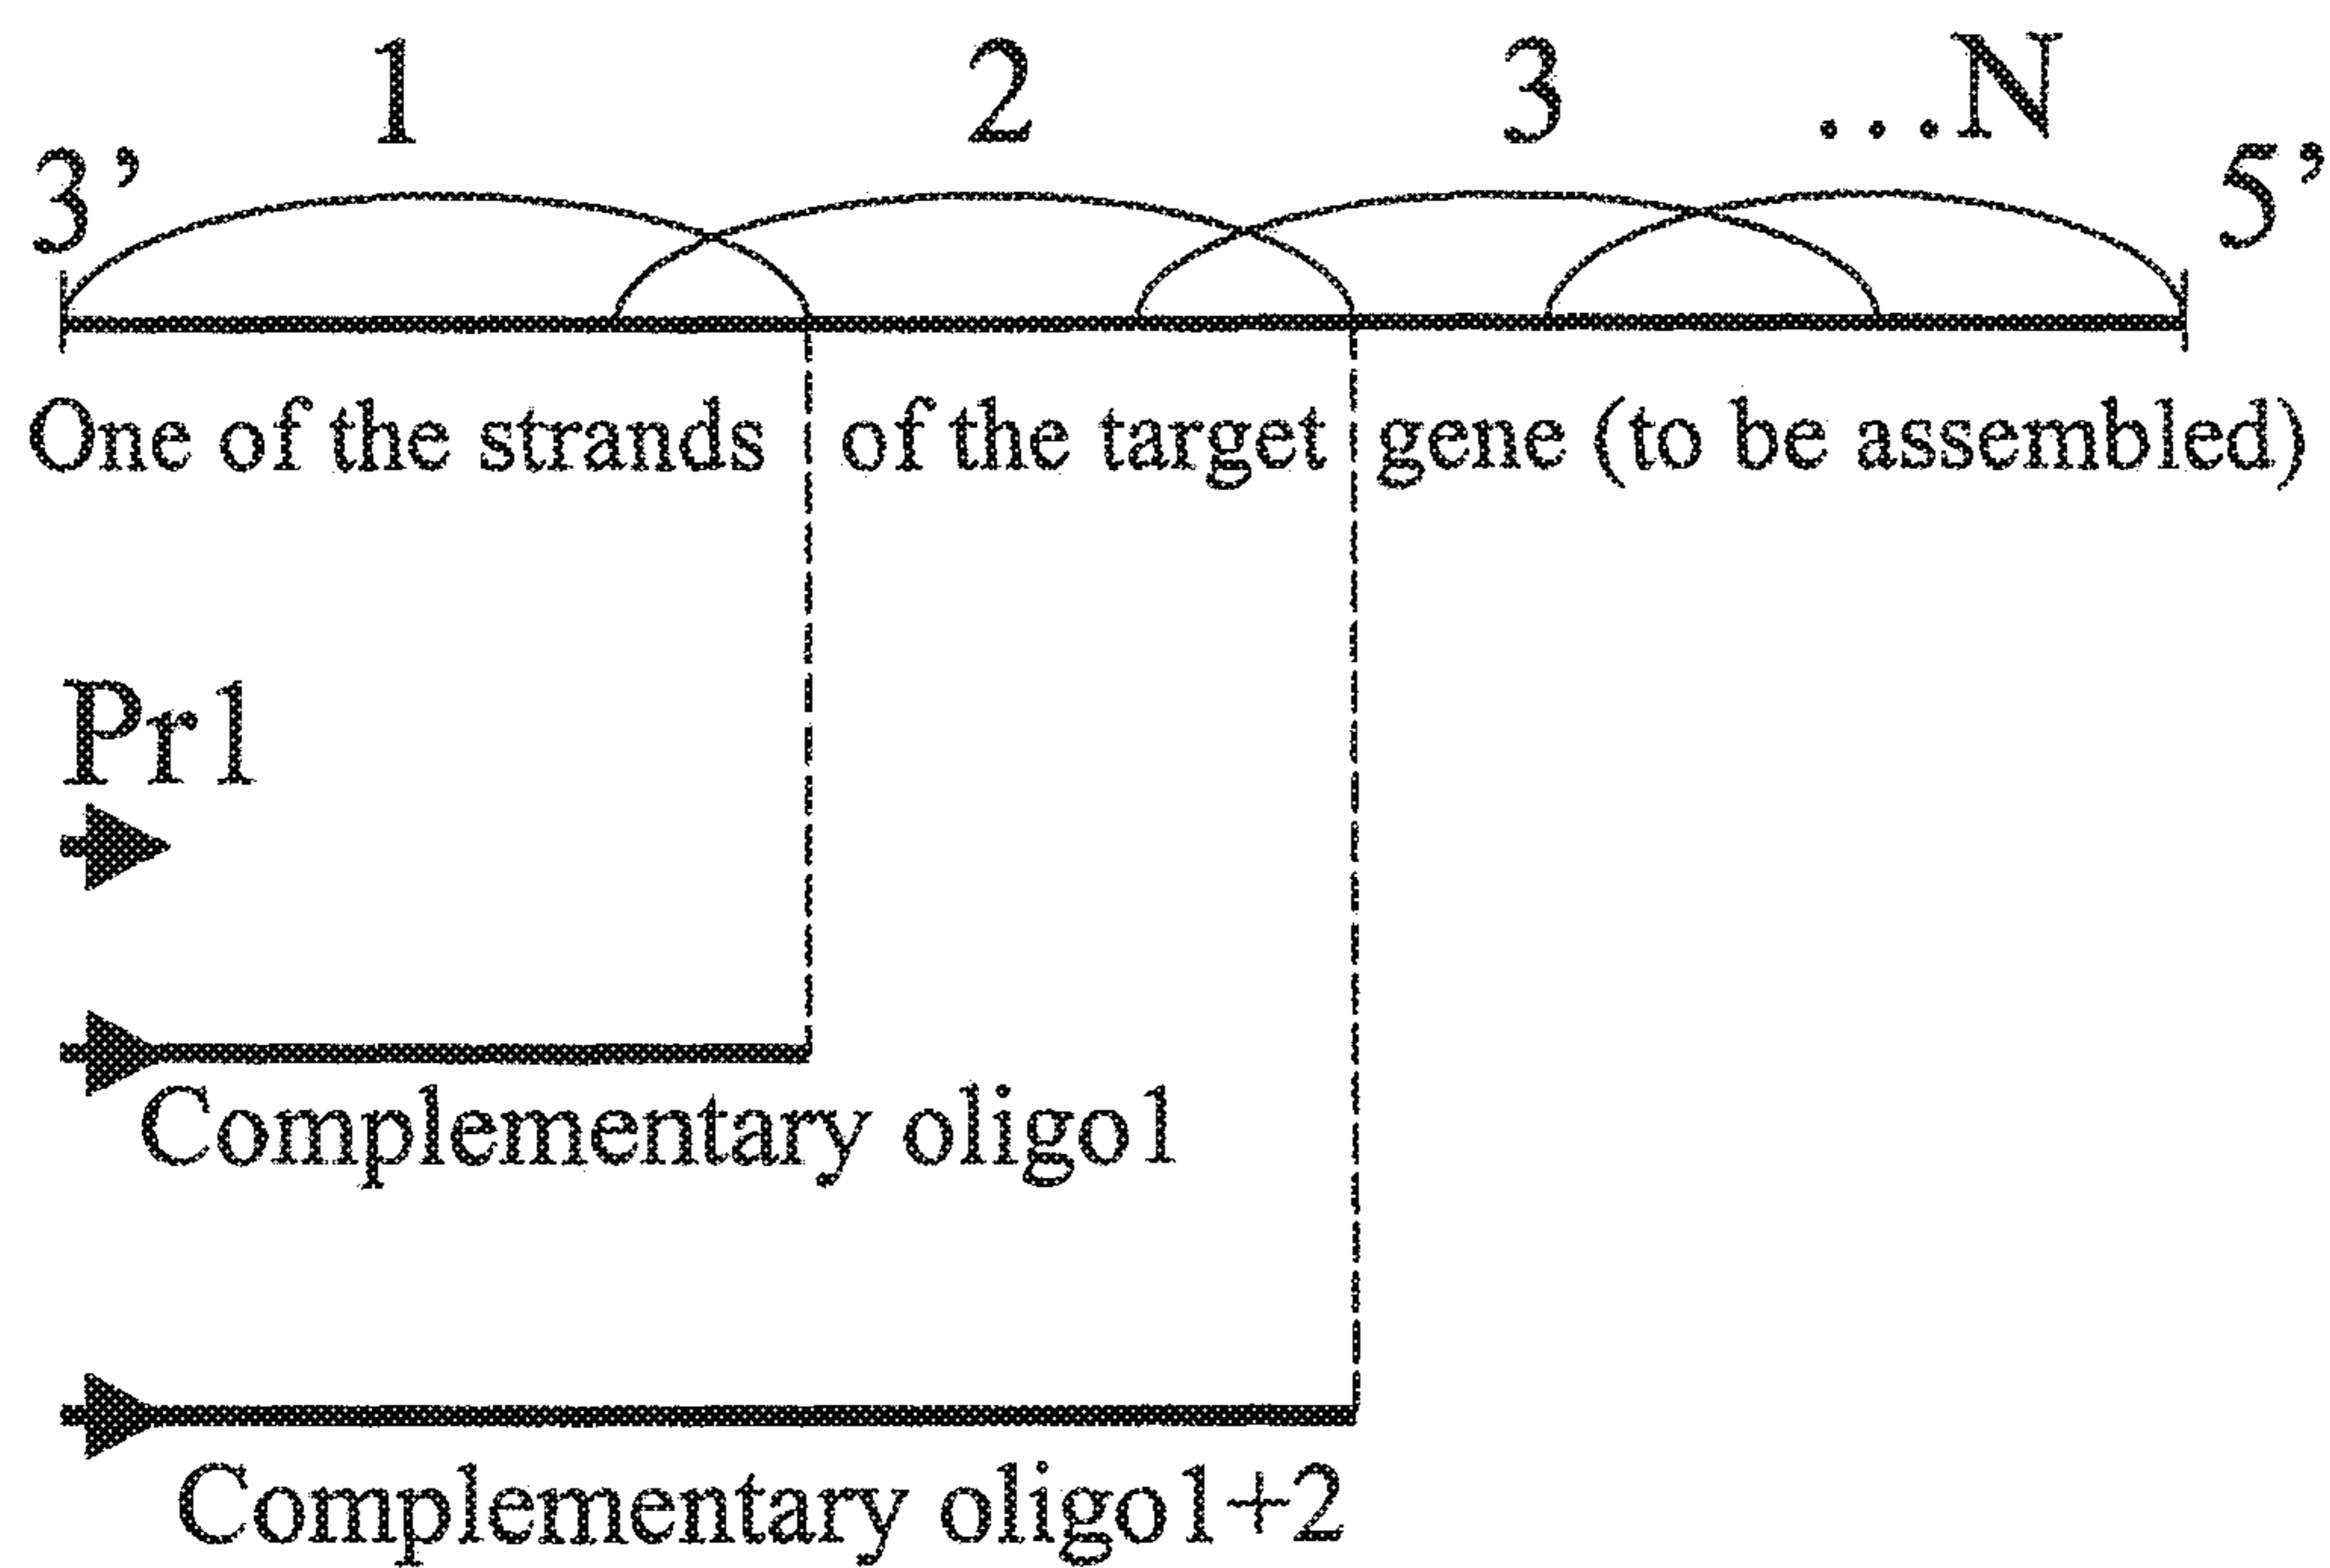 1 2 3 ...N
3’ 5’
One of the strands of the target gene (to be assembled)
Pr1
Complementary oligo1
Complementary oligo1+2